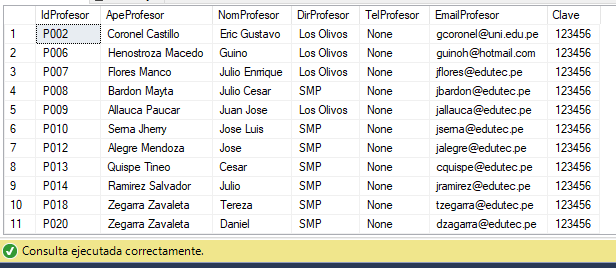 IdProfesor ApeProfesor NomProfesor DirProfesor TelProfesor EmailProfesor Clave
1 P002 Coronel Castillo Eric Gustavo Los Olivos None gcoronel@uni.edu.pe 123456
2 P006 Henostroza Macedo Guino Los Olivos None guinoh@hotmail.com 123456
3 P007 Flores Manco Julio Enrrique Los Olivos None jflores@edutec.pe 123456
4 P008 Bardon Mayta Julio Cesar SMP None jbardon@edutec.pe 123456
5 P009 Allauca Paucar Juan Jose Los Olivos None jallauca@edutec.pe 123456
6 P010 Serna Jherry Jose Luis SMP None jserna@edutec.pe 123456
7 P012 Alegre Mendoza Jose SMP None jalegre@edutec.pe 123456
8 P013 Quispe Tineo Cesar SMP None cquispe@edutec.pe 123456
9 P014 Ramirez Salvador Julio SMP None jramirez@edutec.pe 123456
10 P018 Zegarra Zavaleta Tereza SMP None tzegarra@edutec.pe 123456
11 P020 Zegarra Zavaleta Daniel SMP None dzagarra@edutec.pe 123456
Consulta ejecutada correctamente.